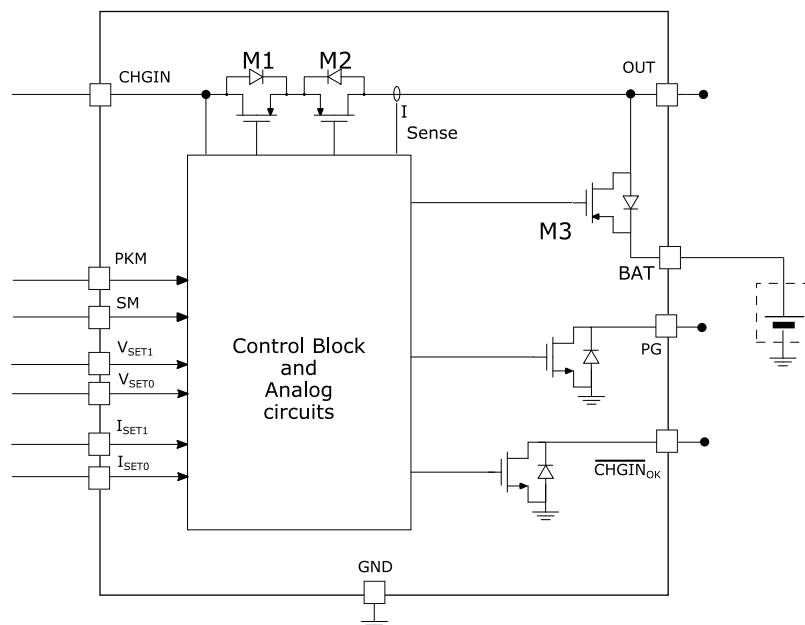 M1 M2
CHGIN
OUT
I
Sense
M3
BAT
PKM
SM
VSET1
VSET0
ISET1
ISET0
Control Block
and
Analog
circuits
PG
CHGINOK
GND